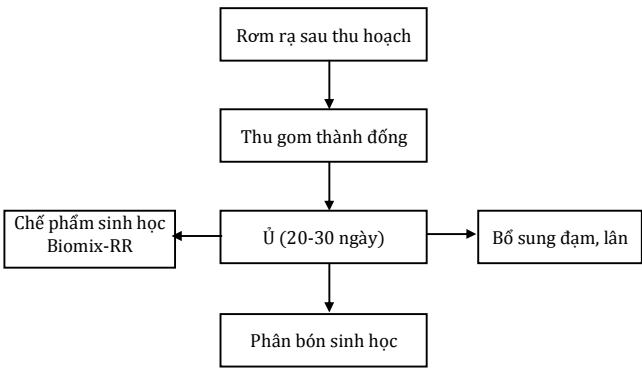 Rơm rạ sau thu hoạch
Thu gom thành đống
Chế phẩm sinh học
Biomix-RR
Ủ (20-30 ngày)
Bổ sung đạm, lân
Phân bón sinh học